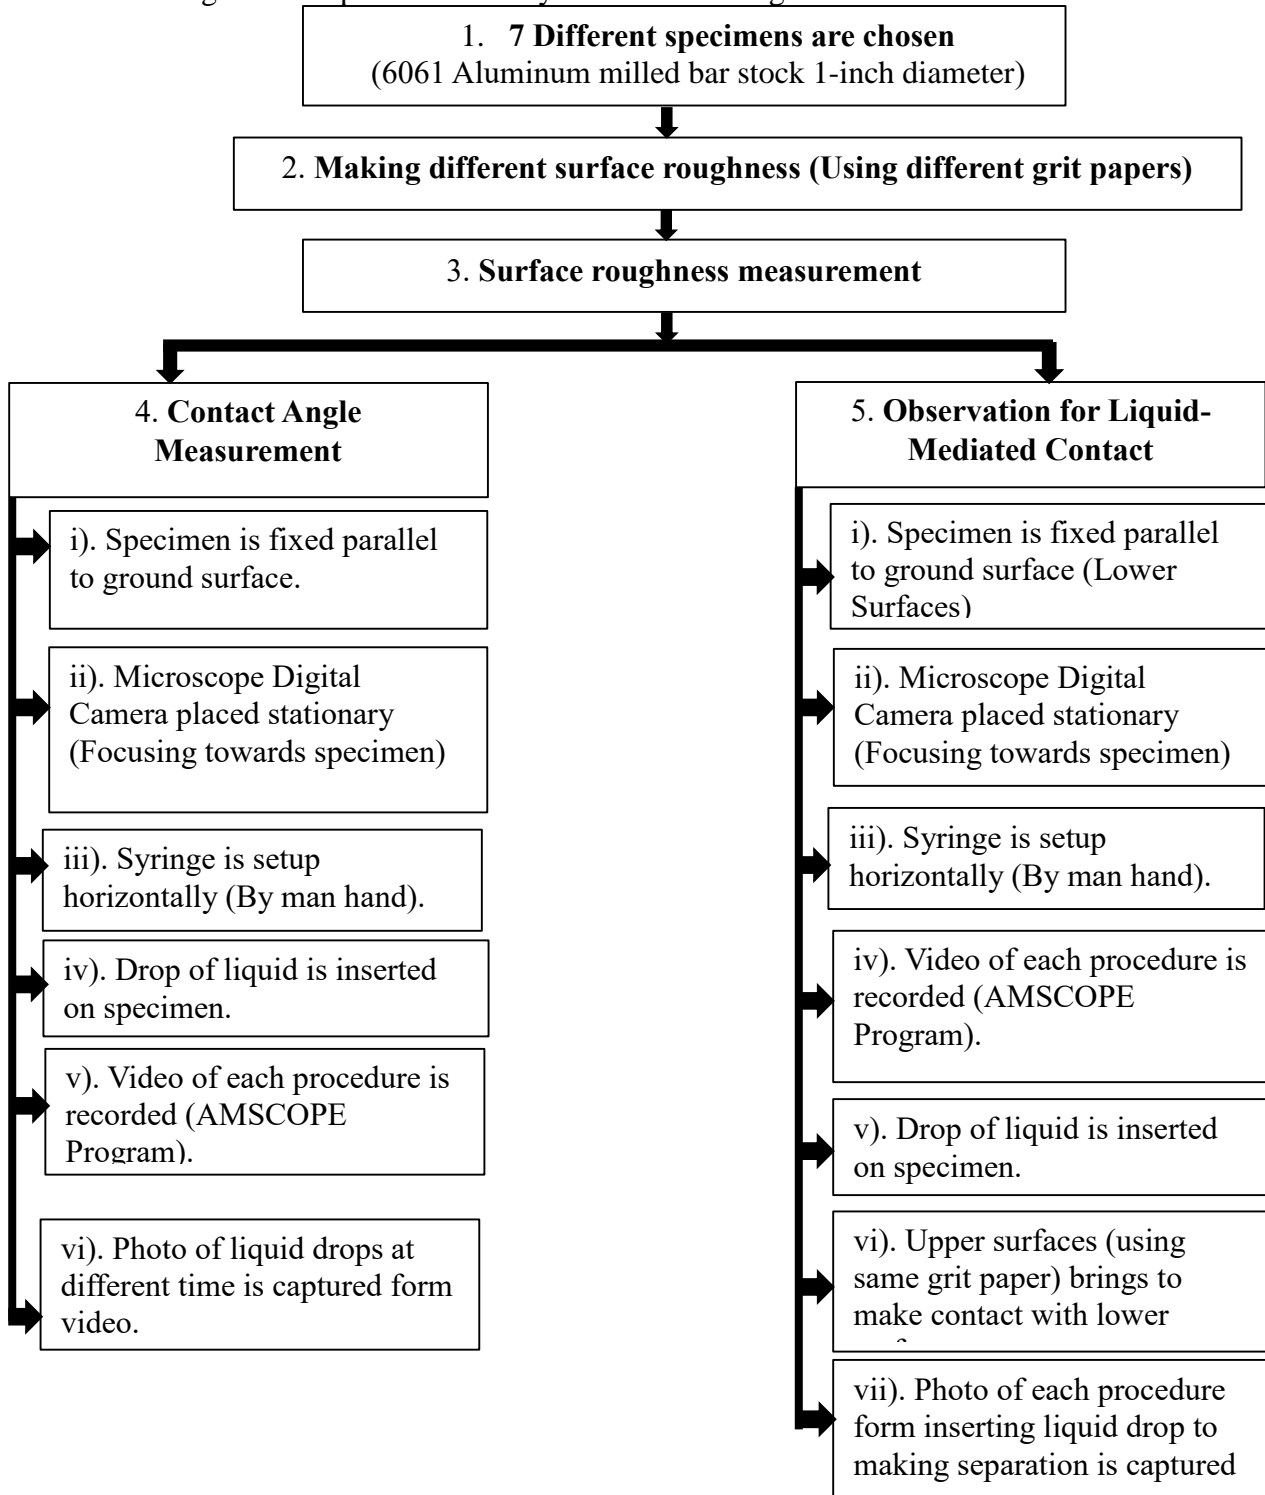 1. 7 Different specimens are chosen
(6061 Aluminum milled bar stock 1-inch diameter)
2. Making different surface roughness (Using different grit papers)
3. Surface roughness measurement
4. Contact Angle
Measurement
i). Specimen is fixed parallel
to ground surface.
ii). Microscope Digital
Camera placed stationary
(Focusing towards specimen)
iii). Syringe is setup
horizontally (By man hand).
iv). Drop of liquid is inserted
on specimen.
v). Video of each procedure is
recorded (AMSCOPE
Program).
vi). Photo of liquid drops at
different time is captured form
video.
5. Observation for Liquid-
Mediated Contact
i). Specimen is fixed parallel
to ground surface (Lower
Surfaces)
ii). Microscope Digital
Camera placed stationary
(Focusing towards specimen)
iii). Syringe is setup
horizontally (By man hand).
iv). Video of each procedure is
recorded (AMSCOPE
Program).
v). Drop of liquid is inserted
on specimen.
vi). Upper surfaces (using
same grit paper) brings to
make contact with lower
vii). Photo of each procedure
form inserting liquid drop to
making separation is captured